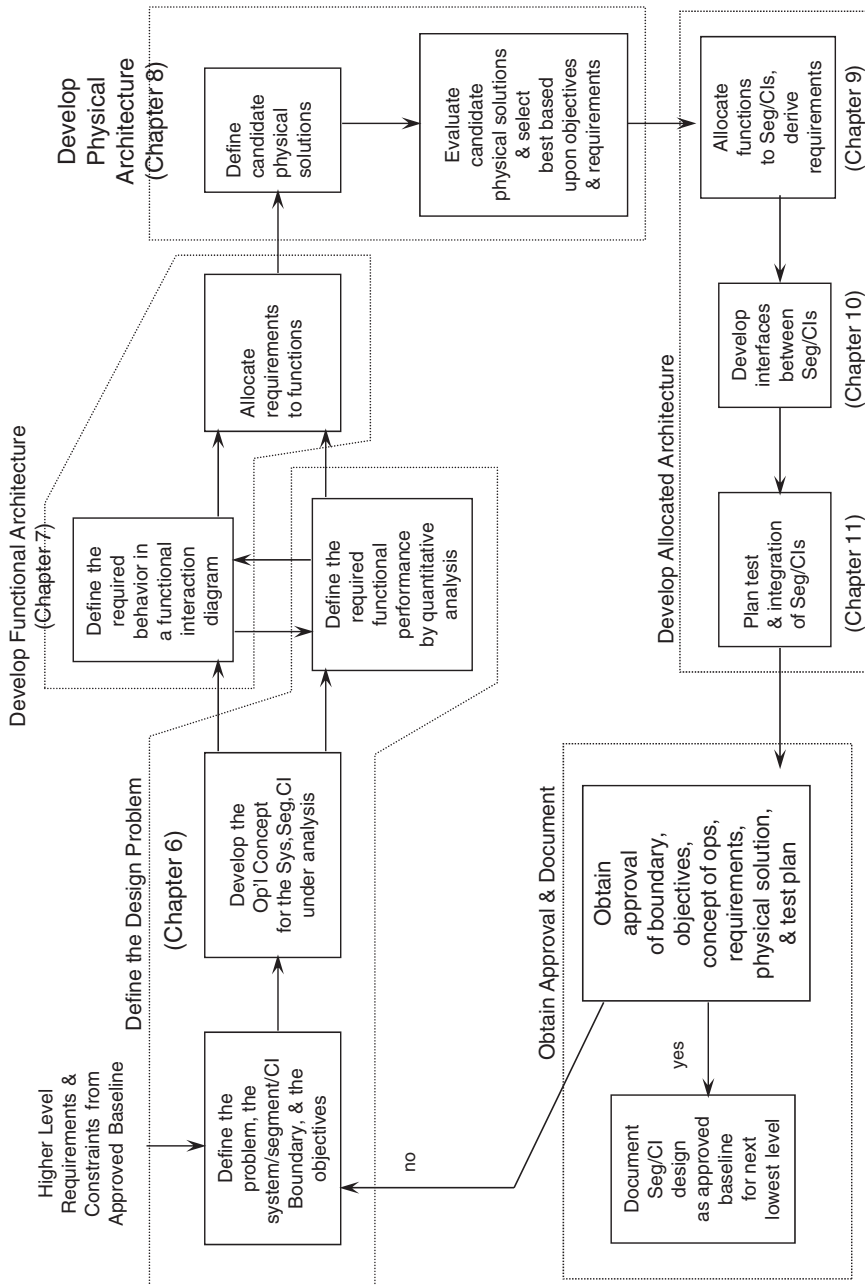 Higher Level
Requirements &
Constraints from
Approved Baseline
Define the Design Problem
(Chapter 6)
Define the
problem, the
system/segment/CI
Boundary, & the
objectives
Develop the
Op'l Concept
for the Sys,Seg,CI
under analysis
Develop Functional Architecture
(Chapter 7)
Define the
required
behavior in
a functional
interaction
diagram
Define the
required
functional
performance
by quantitative
analysis
Allocate
requirements
to functions
Develop
Physical
Architecture
(Chapter 8)
Define
candidate
physical
solutions
Evaluate
candidate
physical solutions
& select
best based
upon objectives
& requirements
Develop Allocated Architecture
Allocate
functions
to Seg/CIs,
derive
requirements
(Chapter 9)
Develop
interfaces
between
Seg/CIs
(Chapter 10)
Plan test
& integration
of Seg/CIs
(Chapter 11)
Obtain Approval & Document
Obtain
approval
of boundary,
objectives,
concept of ops,
requirements,
physical solution,
& test plan
no
yes
Document
Seg/CI
design
as approved
baseline
for next
lowest level